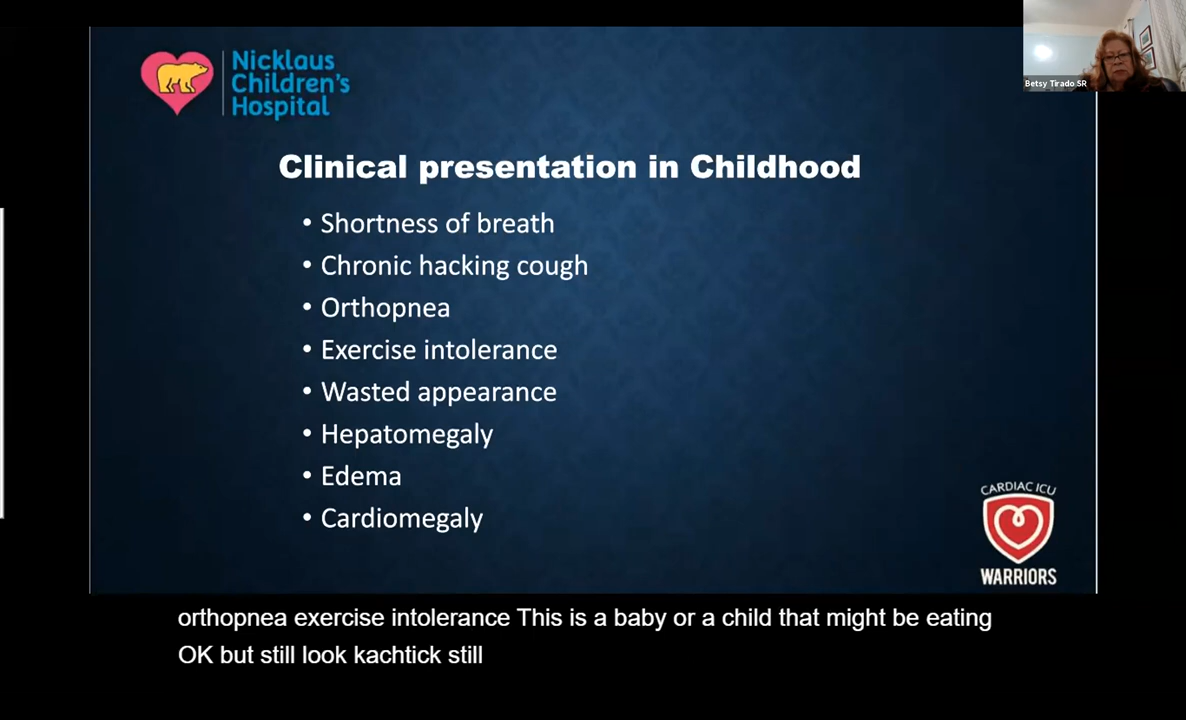 Nicklaus
Children's
Hospital
Betsy Tirado SR
Clinical presentation in Childhood
• Shortness of breath
• Chronic hacking cough
• Orthopnea
• Exercise intolerance
• Wasted appearance
• Hepatomegaly
• Edema
• Cardiomegaly
CARDIAC ICU
WARRIORS
orthopnea exercise intolerance This is a baby or a child that might be eating
OK but still look kachtick still